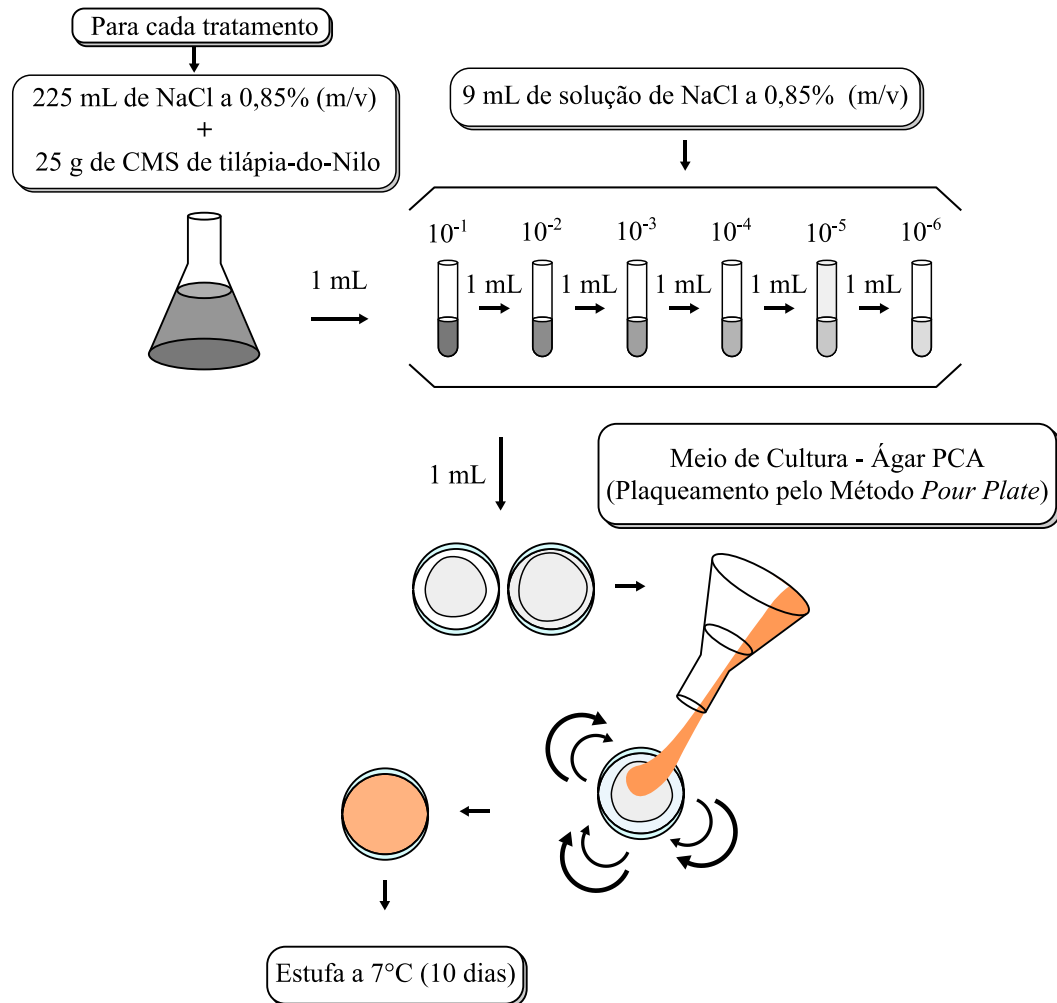 Para cada tratamento
225 mL de NaCl a 0,85% (m/v)
+
25 g de CMS de tilápia-do-Nilo
9 mL de solução de NaCl a 0,85% (m/v)
10⁻¹ 10⁻² 10⁻³ 10⁻⁴ 10⁻⁵ 10⁻⁶
1 mL 1 mL 1 mL 1 mL 1 mL 1 mL
1 mL
Meio de Cultura - Ágar PCA
(Plaqueamento pelo Método Pour Plate)
Estufa a 7°C (10 dias)